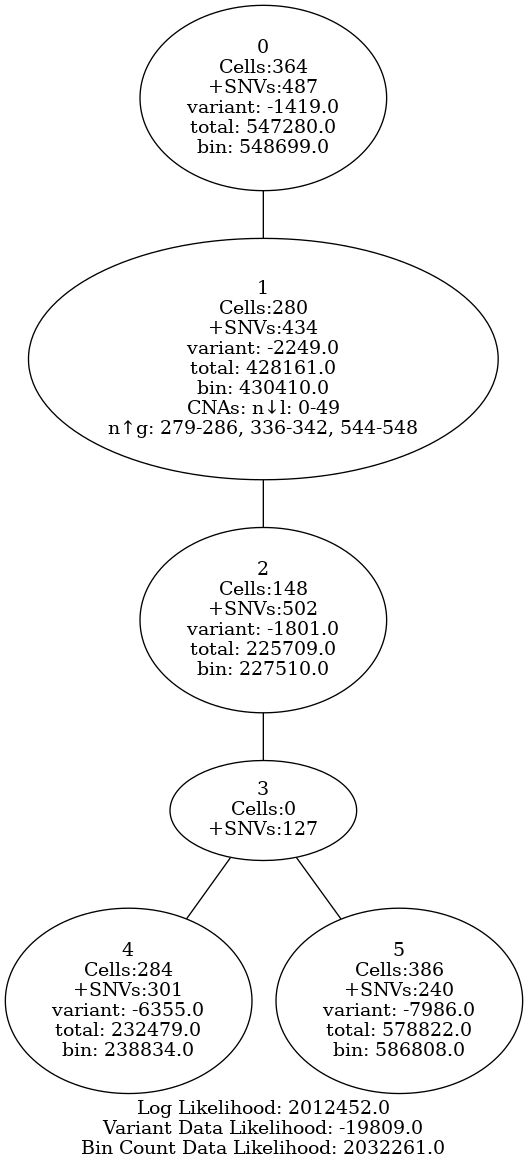 0
Cells:364
+SNVs:487
variant: -1419.0
total: 547280.0
bin: 548699.0
1
Cells:280
+SNVs:434
variant: -2249.0
total: 428161.0
bin: 430410.0
CNAs: n↓l: 0-49
n↑g: 279-286, 336-342, 544-548
2
Cells:148
+SNVs:502
variant: -1801.0
total: 225709.0
bin: 227510.0
3
Cells:0
+SNVs:127
4
Cells:284
+SNVs:301
variant: -6355.0
total: 232479.0
bin: 238834.0
5
Cells:386
+SNVs:240
variant: -7986.0
total: 578822.0
bin: 586808.0
Log Likelihood: 2012452.0
Variant Data Likelihood: -19809.0
Bin Count Data Likelihood: 2032261.0